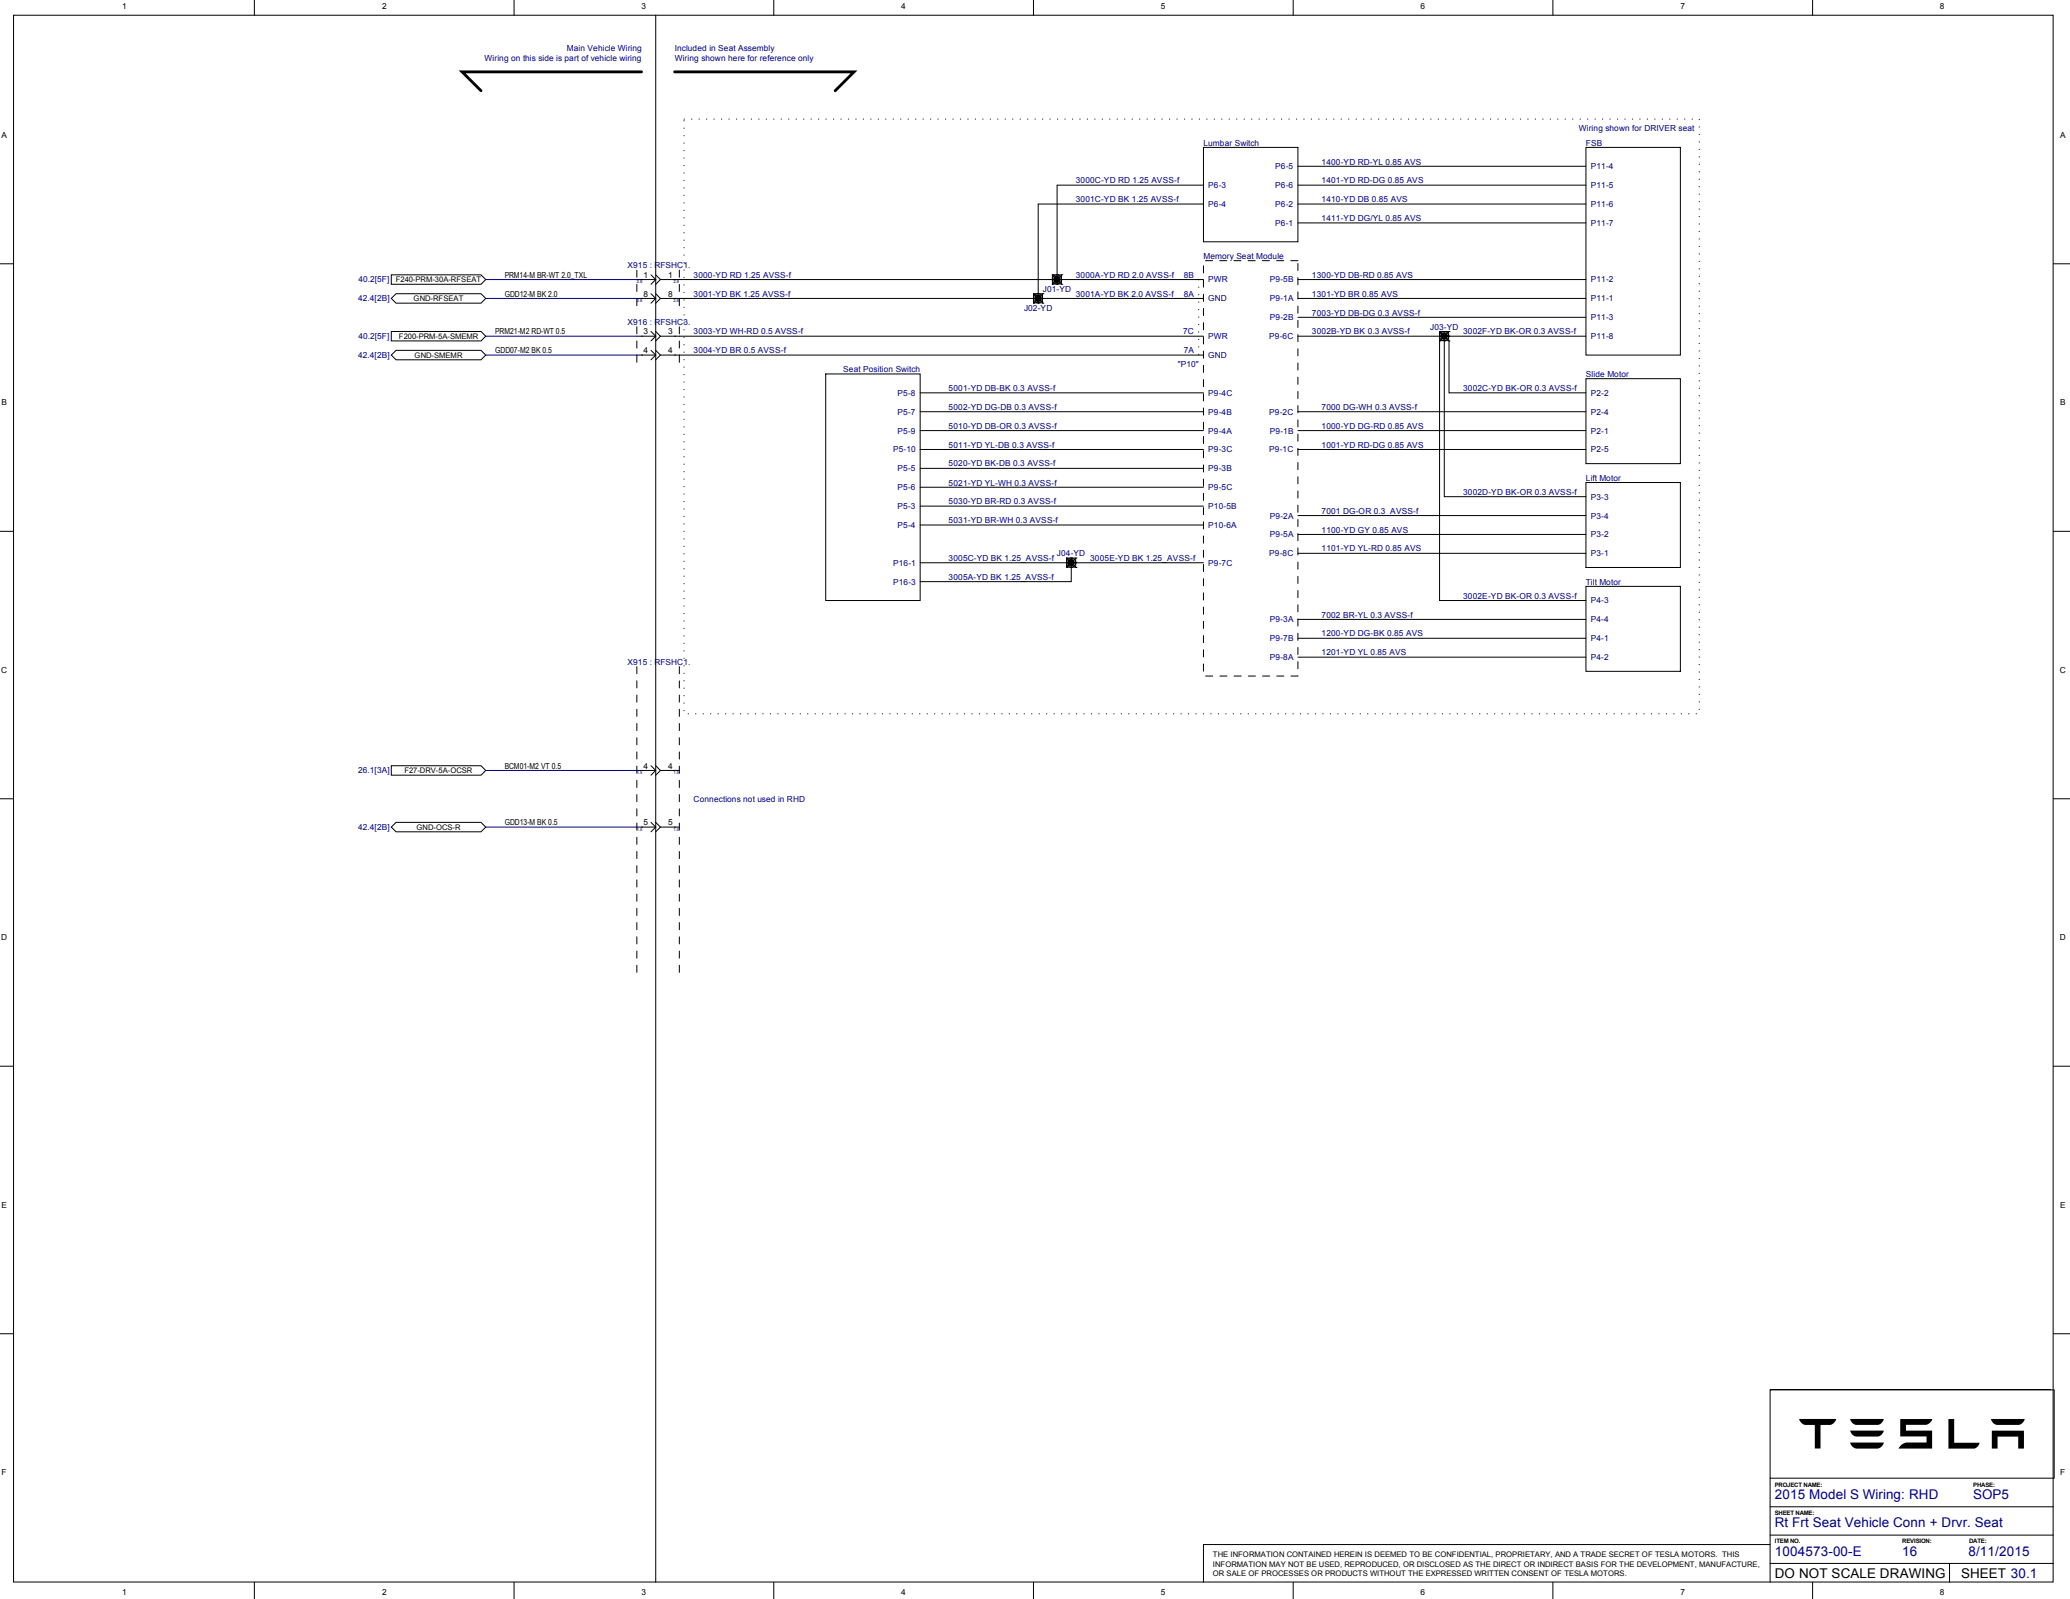 1 2 3 4 5 6 7 8
Main Vehicle Wiring
Wiring on this side is part of vehicle wiring
Included in Seat Assembly
Wiring shown here for reference only
A A
Wiring shown for DRIVER seat
Lumbar Switch
FSB
P6-5 1400-YD RD-YL 0.85 AVS P11-4
3000C-YD RD 1.25 AVSS-f P6-3 P6-6 1401-YD RD-DG 0.85 AVS P11-5
3001C-YD BK 1.25 AVSS-f P6-4 P6-2 1410-YD DB 0.85 AVS P11-6
P6-1 1411-YD DG/YL 0.85 AVS P11-7
X915 : RFSHC1.
Memory Seat Module
40.2[5F] F240-PRM-30A-RFSEAT PRM14-M BR-WT 2.0_TXL 1 1 3000-YD RD 1.25 AVSS-f 3000A-YD RD 2.0 AVSS-f 8B PWR P9-5B 1300-YD DB-RD 0.85 AVS P11-2
J01-YD
42.4[2B] GND-RFSEAT GDD12-M BK 2.0 8 8 3001-YD BK 1.25 AVSS-f 3001A-YD BK 2.0 AVSS-f 8A GND P9-1A 1301-YD BR 0.85 AVS P11-1
J02-YD
P9-2B 7003-YD DB-DG 0.3 AVSS-f P11-3
X916 : RFSHC3.
40.2[5F] F200-PRM-5A-SMEMR PRM21-M2 RD-WT 0.5 3 3 3003-YD WH-RD 0.5 AVSS-f 7C PWR P9-6C 3002B-YD BK 0.3 AVSS-f J03-YD 3002F-YD BK-OR 0.3 AVSS-f P11-8
42.4[2B] GND-SMEMR GDD07-M2 BK 0.5 4 4 3004-YD BR 0.5 AVSS-f 7A GND
"P10"
Seat Position Switch
Slide Motor
B B
P5-8 5001-YD DB-BK 0.3 AVSS-f P9-4C 3002C-YD BK-OR 0.3 AVSS-f P2-2
P5-7 5002-YD DG-DB 0.3 AVSS-f P9-4B P9-2C 7000 DG-WH 0.3 AVSS-f P2-4
P5-9 5010-YD DB-OR 0.3 AVSS-f P9-4A P9-1B 1000-YD DG-RD 0.85 AVS P2-1
P5-10 5011-YD YL-DB 0.3 AVSS-f P9-3C P9-1C 1001-YD RD-DG 0.85 AVS P2-5
P5-5 5020-YD BK-DB 0.3 AVSS-f P9-3B
Lift Motor
P5-6 5021-YD YL-WH 0.3 AVSS-f P9-5C
3002D-YD BK-OR 0.3 AVSS-f P3-3
P5-3 5030-YD BR-RD 0.3 AVSS-f P10-5B
P9-2A 7001 DG-OR 0.3 AVSS-f P3-4
P5-4 5031-YD BR-WH 0.3 AVSS-f P10-6A
P9-5A 1100-YD GY 0.85 AVS P3-2
P9-8C 1101-YD YL-RD 0.85 AVS P3-1
P16-1 3005C-YD BK 1.25 AVSS-f J04-YD 3005E-YD BK 1.25 AVSS-f P9-7C
P16-3 3005A-YD BK 1.25 AVSS-f
Tilt Motor
3002E-YD BK-OR 0.3 AVSS-f P4-3
P9-3A 7002 BR-YL 0.3 AVSS-f P4-4
P9-7B 1200-YD DG-BK 0.85 AVS P4-1
P9-8A 1201-YD YL 0.85 AVS P4-2
X915 : RFSHC1.
C C
26.1[3A] F27-DRV-5A-OCSR BCM01-M2 VT 0.5 4 4
Connections not used in RHD
42.4[2B] GND-OCS-R GDD13-M BK 0.5 5 5
D D
E E
F F
TESLA
PROJECT NAME: PHASE:
2015 Model S Wiring: RHD SOP5
SHEET NAME:
Rt Frt Seat Vehicle Conn + Drvr. Seat
ITEM NO. REVISION: DATE:
1004573-00-E 16 8/11/2015
DO NOT SCALE DRAWING SHEET 30.1
THE INFORMATION CONTAINED HEREIN IS DEEMED TO BE CONFIDENTIAL, PROPRIETARY, AND A TRADE SECRET OF TESLA MOTORS. THIS
INFORMATION MAY NOT BE USED, REPRODUCED, OR DISCLOSED AS THE DIRECT OR INDIRECT BASIS FOR THE DEVELOPMENT, MANUFACTURE,
OR SALE OF PROCESSES OR PRODUCTS WITHOUT THE EXPRESSED WRITTEN CONSENT OF TESLA MOTORS.
1 2 3 4 5 6 7 8